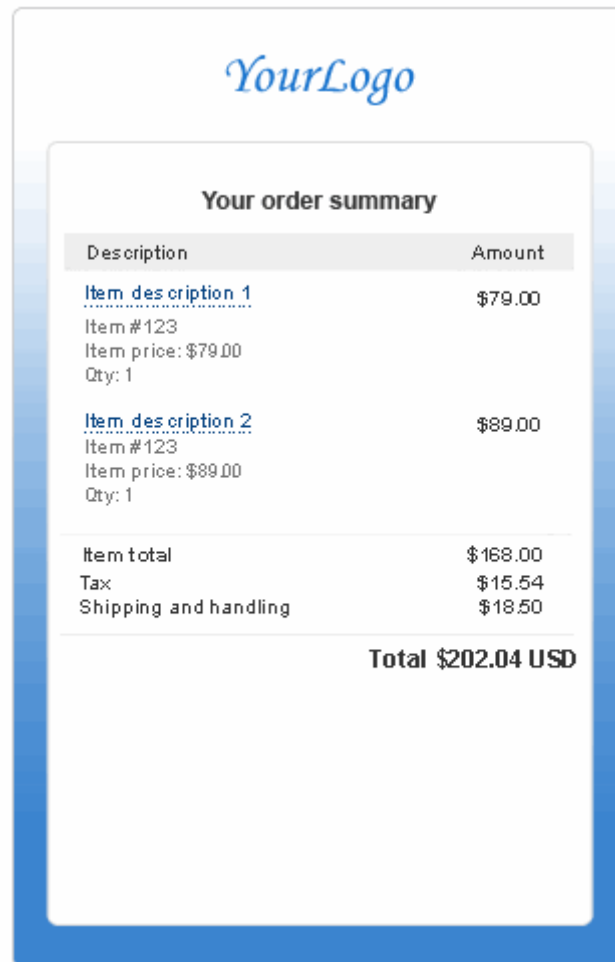 YourLogo
Your order summary
Description Amount
Item description 1 $79.00
Item #123
Item price: $79.00
Qty: 1
Item description 2 $89.00
Item #123
Item price: $89.00
Qty: 1
Item total $168.00
Tax $15.54
Shipping and handling $18.50
Total $202.04 USD